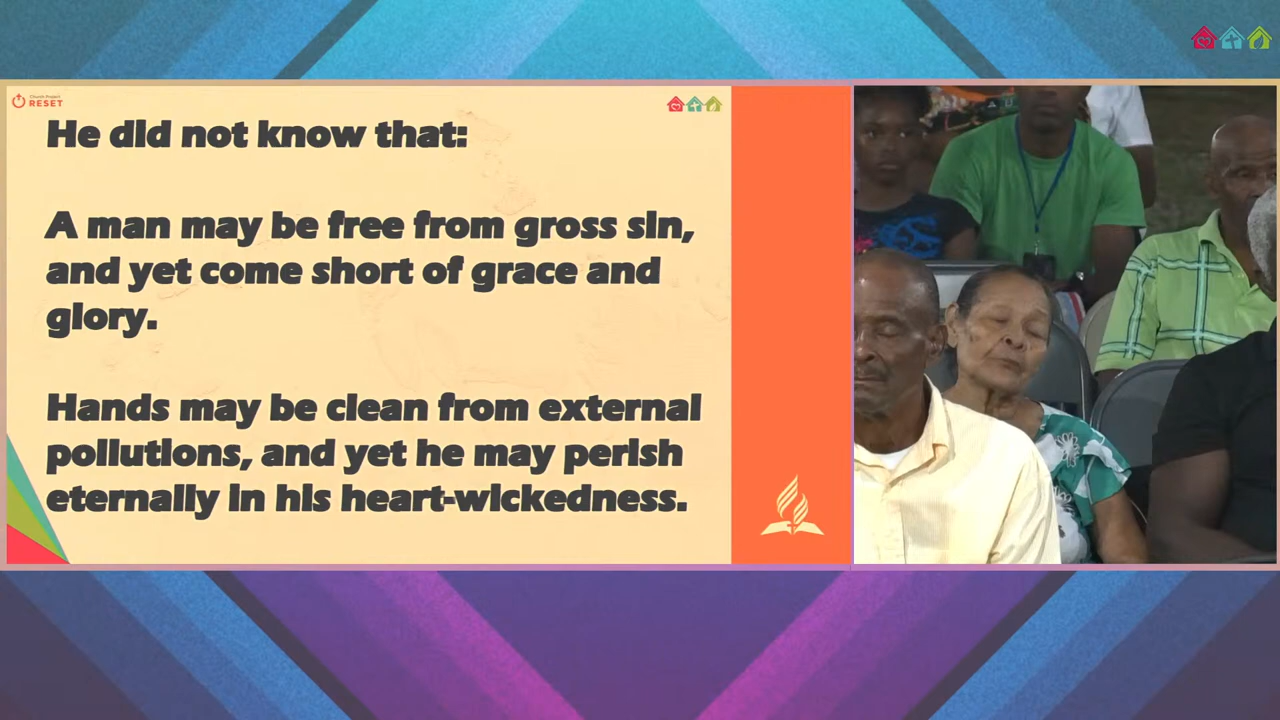 Church Project
RESET
He did not know that:
A man may be free from gross sin,
and yet come short of grace and
glory.
Hands may be clean from external
pollutions, and yet he may perish
eternally in his heart-wickedness.